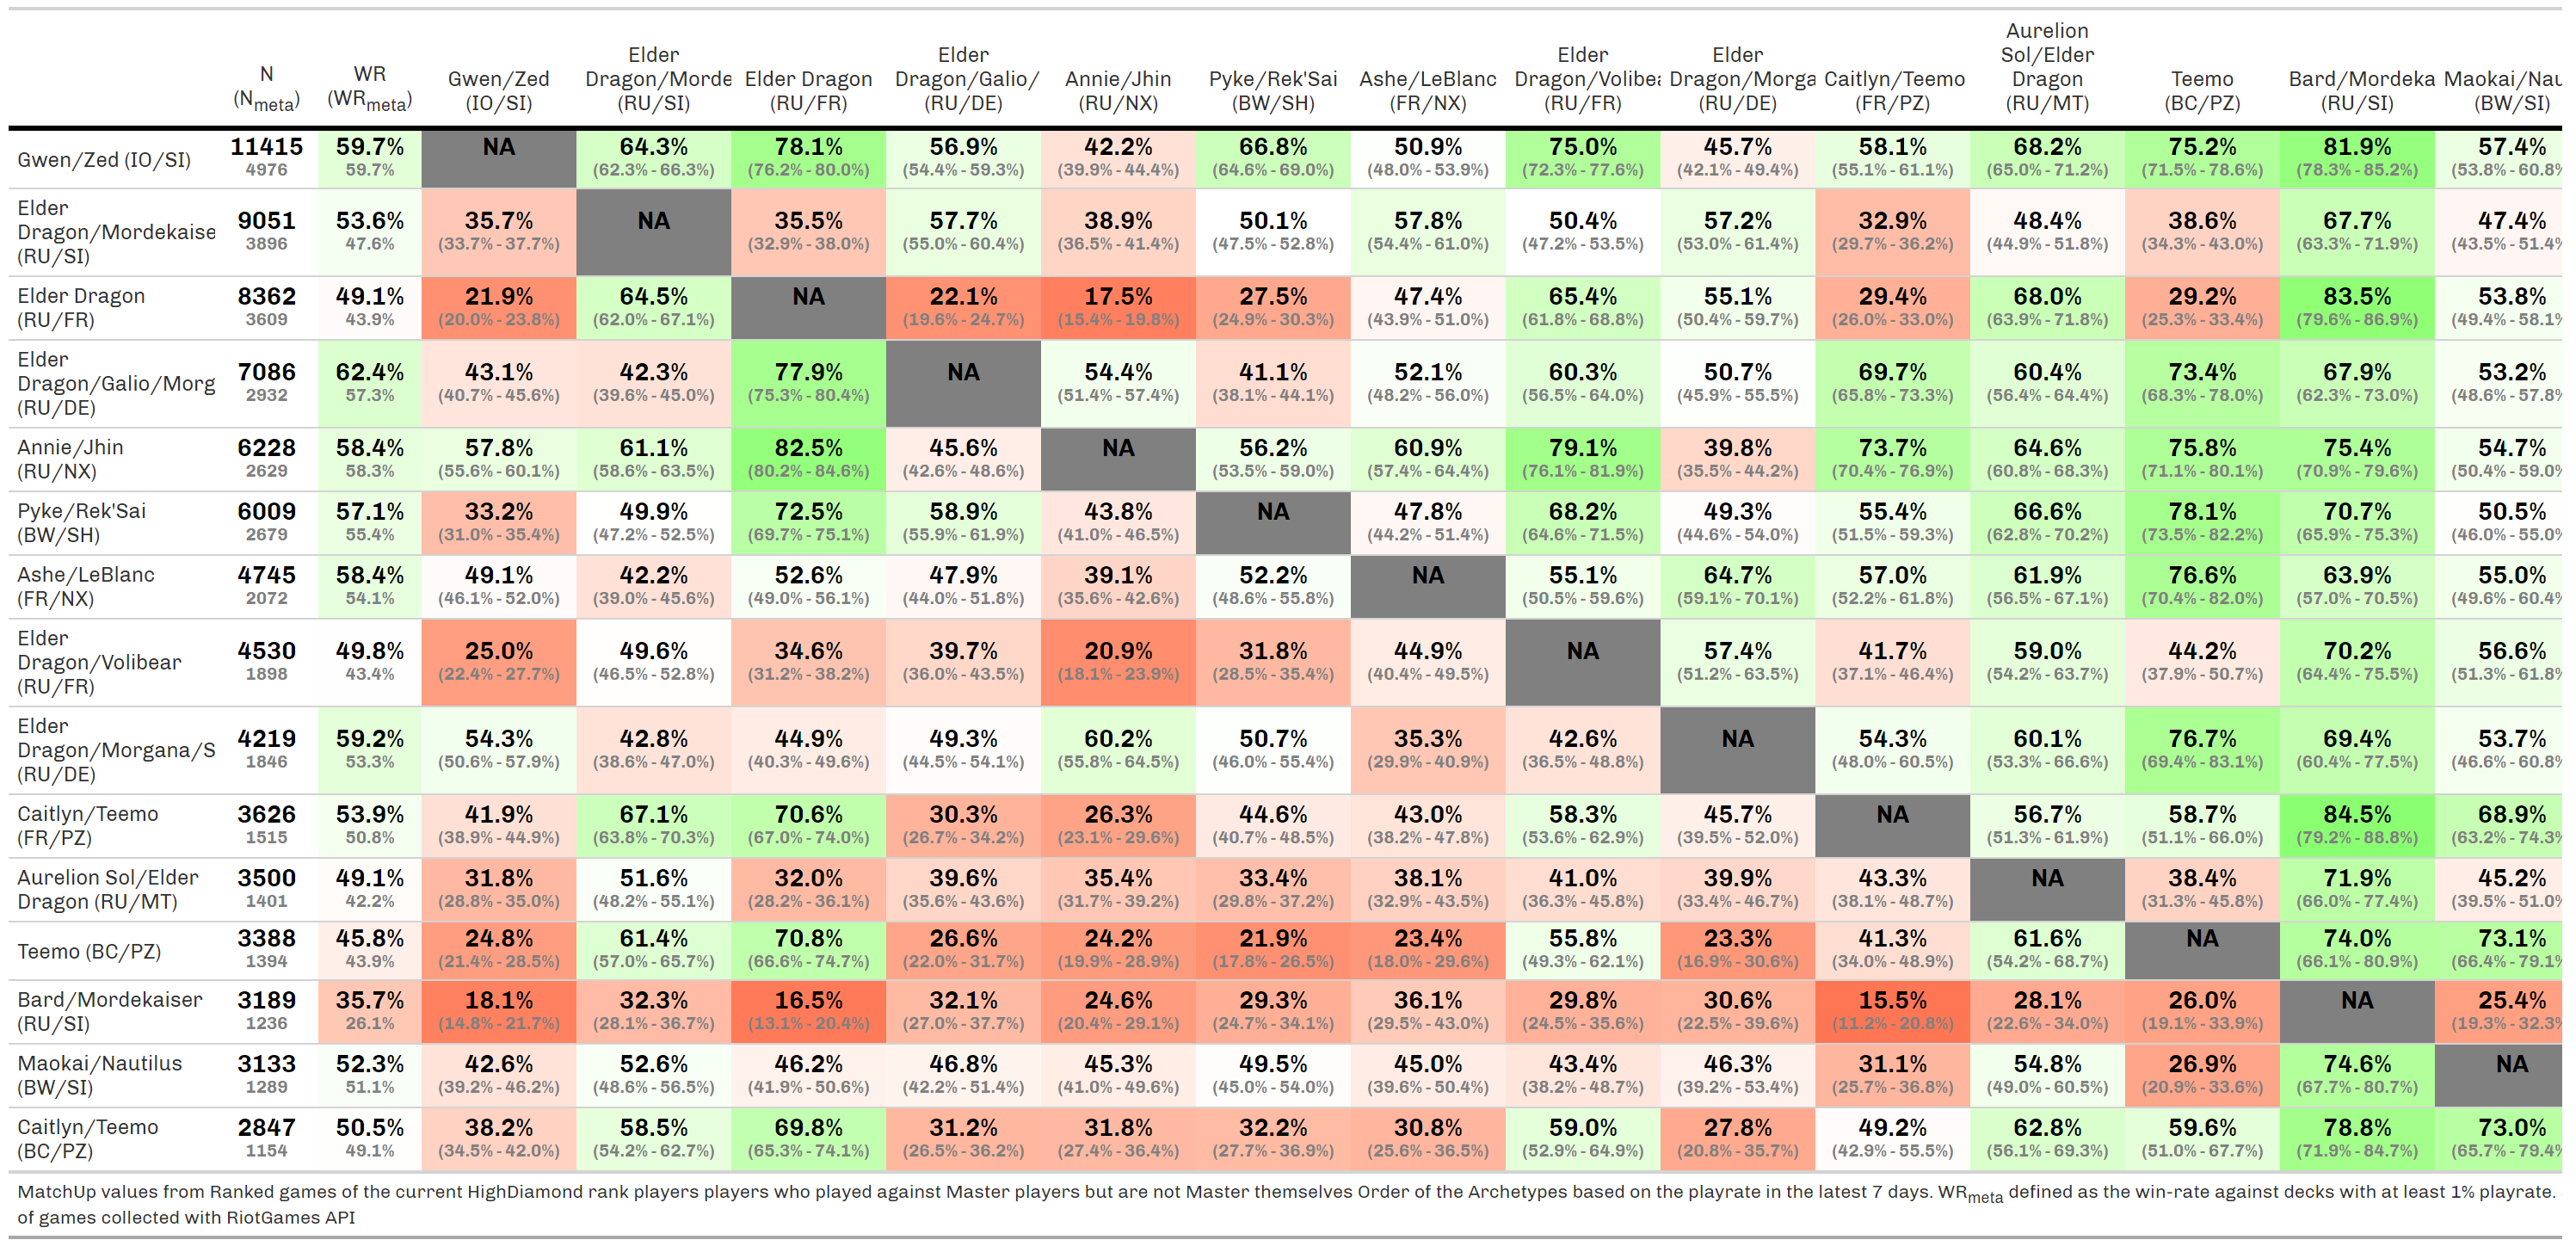 N (Nmeta) WR (WRmeta) Gwen/Zed (IO/SI) Elder Dragon/Morde (RU/SI) Elder Dragon (RU/FR) Elder Dragon/Galio/ (RU/DE) Annie/Jhin (RU/NX) Pyke/Rek'Sai (BW/SH) Ashe/LeBlanc (FR/NX) Elder Dragon/Volibea (RU/FR) Elder Dragon/Morga (RU/DE) Caitlyn/Teemo (FR/PZ) Aurelion Sol/Elder Dragon (RU/MT) Teemo (BC/PZ) Bard/Mordeka (RU/SI) Maokai/Nau (BW/SI)
Gwen/Zed (IO/SI) 11415 59.7% NA 64.3% 78.1% 56.9% 42.2% 66.8% 50.9% 75.0% 45.7% 58.1% 68.2% 75.2% 81.9% 57.4%
4976 59.7% (62.3% - 66.3%) (76.2% - 80.0%) (54.4% - 59.3%) (39.9% - 44.4%) (64.6% - 69.0%) (48.0% - 53.9%) (72.3% - 77.6%) (42.1% - 49.4%) (55.1% - 61.1%) (65.0% - 71.2%) (71.5% - 78.6%) (78.3% - 85.2%) (53.8% - 60.8%
Elder
Dragon/Mordekaise 9051 53.6% 35.7% NA 35.5% 57.7% 38.9% 50.1% 57.8% 50.4% 57.2% 32.9% 48.4% 38.6% 67.7% 47.4%
(RU/SI) 3896 47.6% (33.7% - 37.7%) (32.9% - 38.0%) (55.0% - 60.4%) (36.5% - 41.4%) (47.5% - 52.8%) (54.4% - 61.0%) (47.2% - 53.5%) (53.0% - 61.4%) (29.7% - 36.2%) (44.9% - 51.8%) (34.3% - 43.0%) (63.3% - 71.9%) (43.5% - 51.4%
Elder Dragon 8362 49.1% 21.9% 64.5% NA 22.1% 17.5% 27.5% 47.4% 65.4% 55.1% 29.4% 68.0% 29.2% 83.5% 53.8%
(RU/FR) 3609 43.9% (20.0% - 23.8%) (62.0% - 67.1%) (19.6% - 24.7%) (15.4% - 19.8%) (24.9% - 30.3%) (43.9% - 51.0%) (61.8% - 68.8%) (50.4% - 59.7%) (26.0% - 33.0%) (63.9% - 71.8%) (25.3% - 33.4%) (79.6% - 86.9%) (49.4% - 58.1%
Elder
Dragon/Galio/Morg 7086 62.4% 43.1% 42.3% 77.9% NA 54.4% 41.1% 52.1% 60.3% 50.7% 69.7% 60.4% 73.4% 67.9% 53.2%
(RU/DE) 2932 57.3% (40.7% - 45.6%) (39.6% - 45.0%) (75.3% - 80.4%) (51.4% - 57.4%) (38.1% - 44.1%) (48.2% - 56.0%) (56.5% - 64.0%) (45.9% - 55.5%) (65.8% - 73.3%) (56.4% - 64.4%) (68.3% - 78.0%) (62.3% - 73.0%) (48.6% - 57.8%
Annie/Jhin 6228 58.4% 57.8% 61.1% 82.5% 45.6% NA 56.2% 60.9% 79.1% 39.8% 73.7% 64.6% 75.8% 75.4% 54.7%
(RU/NX) 2629 58.3% (55.6% - 60.1%) (58.6% - 63.5%) (80.2% - 84.6%) (42.6% - 48.6%) (53.5% - 59.0%) (57.4% - 64.4%) (76.1% - 81.9%) (35.5% - 44.2%) (70.4% - 76.9%) (60.8% - 68.3%) (71.1% - 80.1%) (70.9% - 79.6%) (50.4% - 59.0%
Pyke/Rek'Sai 6009 57.1% 33.2% 49.9% 72.5% 58.9% 43.8% NA 47.8% 68.2% 49.3% 55.4% 66.6% 78.1% 70.7% 50.5%
(BW/SH) 2679 55.4% (31.0% - 35.4%) (47.2% - 52.5%) (69.7% - 75.1%) (55.9% - 61.9%) (41.0% - 46.5%) (44.2% - 51.4%) (64.6% - 71.5%) (44.6% - 54.0%) (51.5% - 59.3%) (62.8% - 70.2%) (73.5% - 82.2%) (65.9% - 75.3%) (46.0% - 55.0%
Ashe/LeBlanc 4745 58.4% 49.1% 42.2% 52.6% 47.9% 39.1% 52.2% NA 55.1% 64.7% 57.0% 61.9% 76.6% 63.9% 55.0%
(FR/NX) 2072 54.1% (46.1% - 52.0%) (39.0% - 45.6%) (49.0% - 56.1%) (44.0% - 51.8%) (35.6% - 42.6%) (48.6% - 55.8%) (50.5% - 59.6%) (59.1% - 70.1%) (52.2% - 61.8%) (56.5% - 67.1%) (70.4% - 82.0%) (57.0% - 70.5%) (49.6% - 60.4%
Elder
Dragon/Volibear 4530 49.8% 25.0% 49.6% 34.6% 39.7% 20.9% 31.8% 44.9% NA 57.4% 41.7% 59.0% 44.2% 70.2% 56.6%
(RU/FR) 1898 43.4% (22.4% - 27.7%) (46.5% - 52.8%) (31.2% - 38.2%) (36.0% - 43.5%) (18.1% - 23.9%) (28.5% - 35.4%) (40.4% - 49.5%) (51.2% - 63.5%) (37.1% - 46.4%) (54.2% - 63.7%) (37.9% - 50.7%) (64.4% - 75.5%) (51.3% - 61.8%
Elder
Dragon/Morgana/S 4219 59.2% 54.3% 42.8% 44.9% 49.3% 60.2% 50.7% 35.3% 42.6% NA 54.3% 60.1% 76.7% 69.4% 53.7%
(RU/DE) 1846 53.3% (50.6% - 57.9%) (38.6% - 47.0%) (40.3% - 49.6%) (44.5% - 54.1%) (55.8% - 64.5%) (46.0% - 55.4%) (29.9% - 40.9%) (36.5% - 48.8%) (48.0% - 60.5%) (53.3% - 66.6%) (69.4% - 83.1%) (60.4% - 77.5%) (46.6% - 60.8%
Caitlyn/Teemo 3626 53.9% 41.9% 67.1% 70.6% 30.3% 26.3% 44.6% 43.0% 58.3% 45.7% NA 56.7% 58.7% 84.5% 68.9%
(FR/PZ) 1515 50.8% (38.9% - 44.9%) (63.8% - 70.3%) (67.0% - 74.0%) (26.7% - 34.2%) (23.1% - 29.6%) (40.7% - 48.5%) (38.2% - 47.8%) (53.6% - 62.9%) (39.5% - 52.0%) (51.3% - 61.9%) (51.1% - 66.0%) (79.2% - 88.8%) (63.2% - 74.3%
Aurelion Sol/Elder 3500 49.1% 31.8% 51.6% 32.0% 39.6% 35.4% 33.4% 38.1% 41.0% 39.9% 43.3% NA 38.4% 71.9% 45.2%
Dragon (RU/MT) 1401 42.2% (28.8% - 35.0%) (48.2% - 55.1%) (28.2% - 36.1%) (35.6% - 43.6%) (31.7% - 39.2%) (29.8% - 37.2%) (32.9% - 43.5%) (36.3% - 45.8%) (33.4% - 46.7%) (38.1% - 48.7%) (31.3% - 45.8%) (66.0% - 77.4%) (39.5% - 51.0%
Teemo (BC/PZ) 3388 45.8% 24.8% 61.4% 70.8% 26.6% 24.2% 21.9% 23.4% 55.8% 23.3% 41.3% 61.6% NA 74.0% 73.1%
1394 43.9% (21.4% - 28.5%) (57.0% - 65.7%) (66.6% - 74.7%) (22.0% - 31.7%) (19.9% - 28.9%) (17.8% - 26.5%) (18.0% - 29.6%) (49.3% - 62.1%) (16.9% - 30.6%) (34.0% - 48.9%) (54.2% - 68.7%) (66.1% - 80.9%) (66.4% - 79.1%
Bard/Mordekaiser 3189 35.7% 18.1% 32.3% 16.5% 32.1% 24.6% 29.3% 36.1% 29.8% 30.6% 15.5% 28.1% 26.0% NA 25.4%
(RU/SI) 1236 26.1% (14.8% - 21.7%) (28.1% - 36.7%) (13.1% - 20.4%) (27.0% - 37.7%) (20.4% - 29.1%) (24.7% - 34.1%) (29.5% - 43.0%) (24.5% - 35.6%) (22.5% - 39.6%) (11.2% - 20.8%) (22.6% - 34.0%) (19.1% - 33.9%) (19.3% - 32.3%
Maokai/Nautilus 3133 52.3% 42.6% 52.6% 46.2% 46.8% 45.3% 49.5% 45.0% 43.4% 46.3% 31.1% 54.8% 26.9% 74.6% NA
(BW/SI) 1289 51.1% (39.2% - 46.2%) (48.6% - 56.5%) (41.9% - 50.6%) (42.2% - 51.4%) (41.0% - 49.6%) (45.0% - 54.0%) (39.6% - 50.4%) (38.2% - 48.7%) (39.2% - 53.4%) (25.7% - 36.8%) (49.0% - 60.5%) (20.9% - 33.6%) (67.7% - 80.7%)
Caitlyn/Teemo 2847 50.5% 38.2% 58.5% 69.8% 31.2% 31.8% 32.2% 30.8% 59.0% 27.8% 49.2% 62.8% 59.6% 78.8% 73.0%
(BC/PZ) 1154 49.1% (34.5% - 42.0%) (54.2% - 62.7%) (65.3% - 74.1%) (26.5% - 36.2%) (27.4% - 36.4%) (27.7% - 36.9%) (25.6% - 36.5%) (52.9% - 64.9%) (20.8% - 35.7%) (42.9% - 55.5%) (56.1% - 69.3%) (51.0% - 67.7%) (71.9% - 84.7%) (65.7% - 79.4%
MatchUp values from Ranked games of the current HighDiamond rank players players who played against Master players but are not Master themselves Order of the Archetypes based on the playrate in the latest 7 days. WRmeta defined as the win-rate against decks with at least 1% playrate.
of games collected with RiotGames API